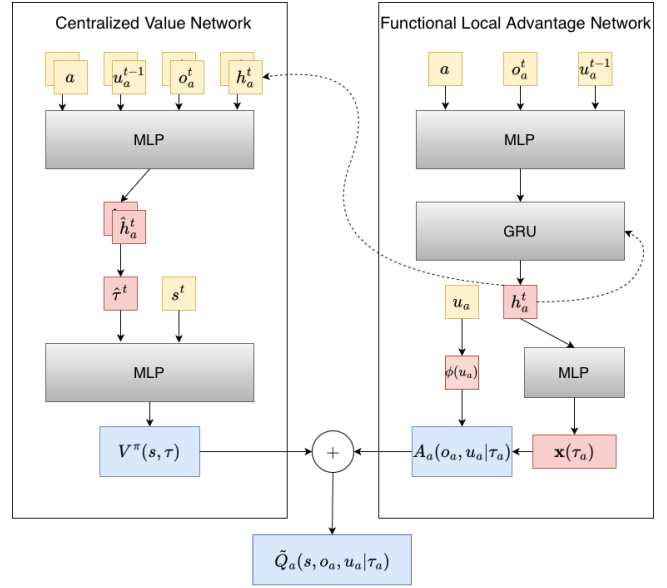 Centralized Value Network
a
u_a^{t-1}
o_a^t
h_a^t
MLP
ĥ_a^t
τ̂^t
s^t
MLP
V^π(s, τ)
Functional Local Advantage Network
a
o_a^t
u_a^{t-1}
MLP
GRU
u_a
h_a^t
ϕ(u_a)
MLP
A_a(o_a, u_a|τ_a)
x(τ_a)
+
Q̃_a(s, o_a, u_a|τ_a)